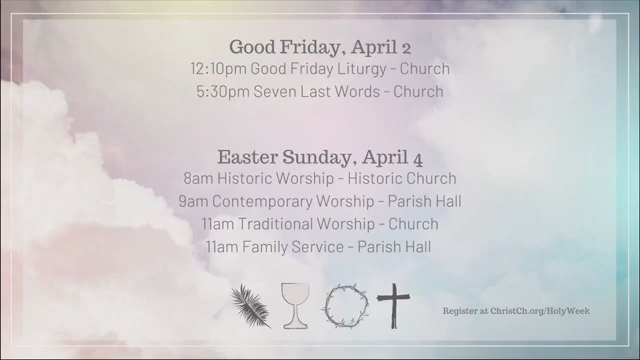 Good Friday, April 2
12:10pm Good Friday Liturgy - Church
5:30pm Seven Last Words - Church
Easter Sunday, April 4
8am Historic Worship - Historic Church
9am Contemporary Worship - Parish Hall
11am Traditional Worship - Church
11am Family Service - Parish Hall
Register at ChristCh.org/HolyWeek